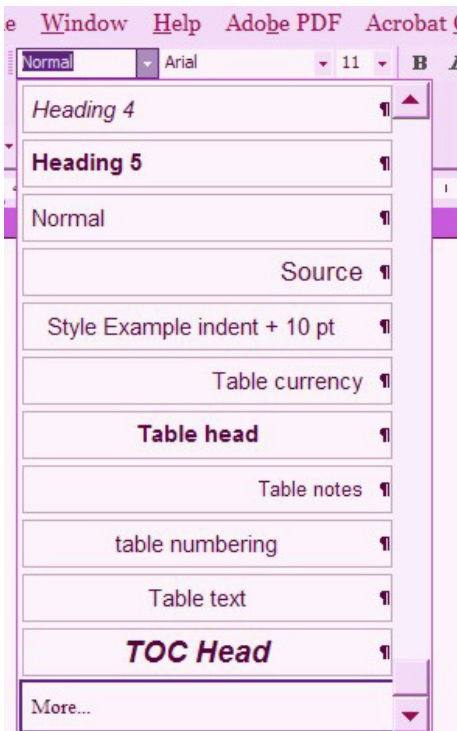 e Window Help Adobe PDF Acrobat
Normal Arial 11 B
Heading 4 ¶
Heading 5 ¶
Normal ¶
Source ¶
Style Example indent + 10 pt ¶
Table currency ¶
Table head ¶
Table notes ¶
table numbering ¶
Table text ¶
TOC Head ¶
More...